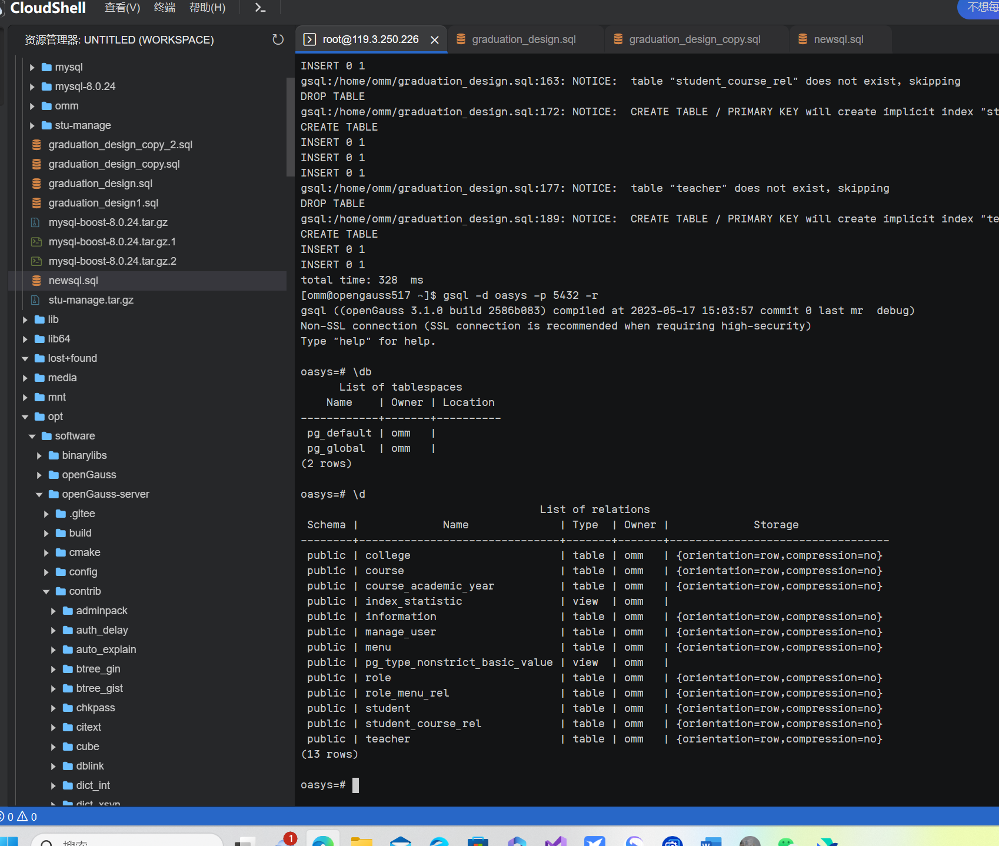 CloudShell 查看(V) 终端 帮助(H)
资源管理器: UNTITLED (WORKSPACE)
mysql
mysql-8.0.24
omm
stu-manage
graduation_design_copy_2.sql
graduation_design_copy.sql
graduation_design.sql
graduation_design1.sql
mysql-boost-8.0.24.tar.gz
mysql-boost-8.0.24.tar.gz.1
mysql-boost-8.0.24.tar.gz.2
newsql.sql
stu-manage.tar.gz
lib
lib64
lost+found
media
mnt
opt
software
binarylibs
openGauss
openGauss-server
.gitee
build
cmake
config
contrib
adminpack
auth_delay
auto_explain
btree_gin
btree_gist
chkpass
citext
cube
dblink
dict_int
dict_xsyn
不想每
root@119.3.250.226 graduation_design.sql graduation_design_copy.sql newsql.sql
INSERT 0 1
gsql:/home/omm/graduation_design.sql:163: NOTICE:  table "student_course_rel" does not exist, skipping
DROP TABLE
gsql:/home/omm/graduation_design.sql:172: NOTICE:  CREATE TABLE / PRIMARY KEY will create implicit index "st
CREATE TABLE
INSERT 0 1
INSERT 0 1
INSERT 0 1
gsql:/home/omm/graduation_design.sql:177: NOTICE:  table "teacher" does not exist, skipping
DROP TABLE
gsql:/home/omm/graduation_design.sql:189: NOTICE:  CREATE TABLE / PRIMARY KEY will create implicit index "te
CREATE TABLE
INSERT 0 1
INSERT 0 1
total time: 328  ms
[omm@opengauss517 ~]$ gsql -d oasys -p 5432 -r
gsql ((openGauss 3.1.0 build 2586b083) compiled at 2023-05-17 15:03:57 commit 0 last mr  debug)
Non-SSL connection (SSL connection is recommended when requiring high-security)
Type "help" for help.
oasys=# \db
List of tablespaces
Name    | Owner | Location
------------+-------+----------
pg_default | omm   |
pg_global  | omm   |
(2 rows)
oasys=# \d
List of relations
Schema |             Name              | Type  | Owner |             Storage
--------+-------------------------------+-------+-------+----------------------------------
public | college                       | table | omm   | {orientation=row,compression=no}
public | course                        | table | omm   | {orientation=row,compression=no}
public | course_academic_year          | table | omm   | {orientation=row,compression=no}
public | index_statistic               | view  | omm   |
public | information                   | table | omm   | {orientation=row,compression=no}
public | manage_user                   | table | omm   | {orientation=row,compression=no}
public | menu                          | table | omm   | {orientation=row,compression=no}
public | pg_type_nonstrict_basic_value | view  | omm   |
public | role                          | table | omm   | {orientation=row,compression=no}
public | role_menu_rel                 | table | omm   | {orientation=row,compression=no}
public | student                       | table | omm   | {orientation=row,compression=no}
public | student_course_rel            | table | omm   | {orientation=row,compression=no}
public | teacher                       | table | omm   | {orientation=row,compression=no}
(13 rows)
oasys=#
0 0
搜索
1